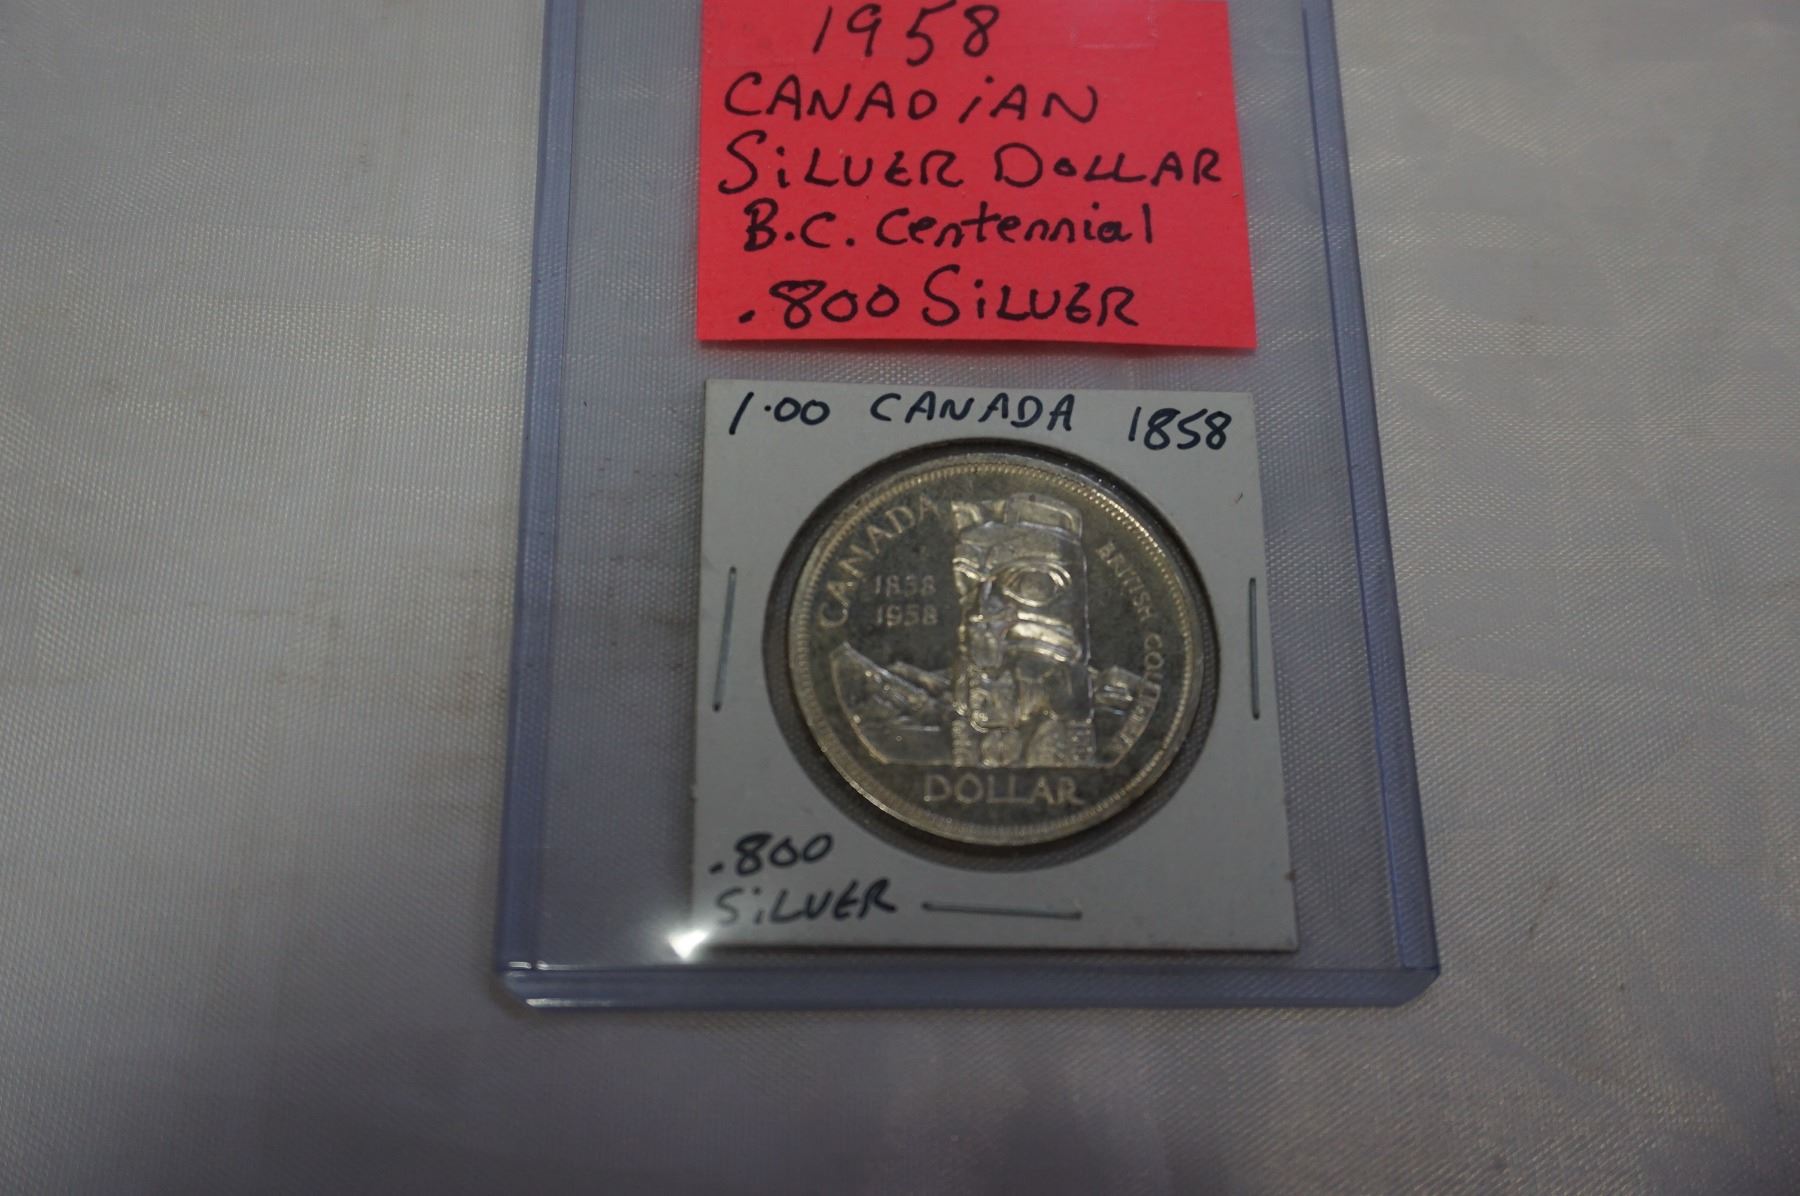 1958
CANADiAN
SiLVER DOLLAR
B.C. Centennial
.800 SiLVER
1.00 CANADA 1858
CANADA
1858
1958
BRITISH COLUMBIA
DOLLAR
.800
SiLVER